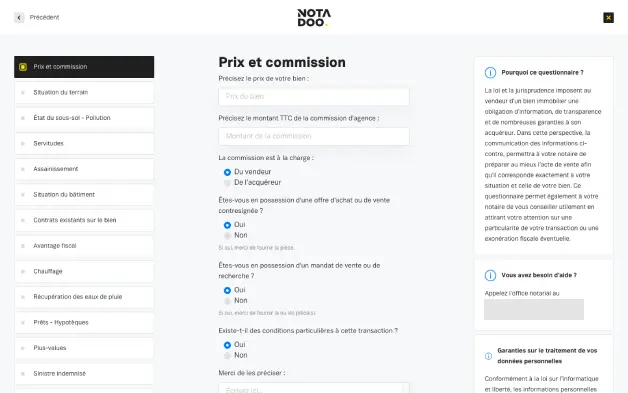 Précédent
NOTA
DOO.
Prix et commission
Situation du terrain
État du sous-sol - Pollution
Servitudes
Assainissement
Situation du bâtiment
Contrats existants sur le bien
Avantage fiscal
Chauffage
Récupération des eaux de pluie
Prêts - Hypotèques
Plus-values
Sinistre indemnisé
Prix et commission
Précisez le prix de votre bien :
Prix du bien
Précisez le montant TTC de la commission d'agence :
Montant de la commission
La commission est à la charge :
Du vendeur
De l'acquéreur
Êtes-vous en possession d'une offre d'achat ou de vente
contresignée ?
Oui
Non
Si oui, merci de fournir la pièce.
Êtes-vous en possession d'un mandat de vente ou de
recherche ?
Oui
Non
Si oui, merci de fournir la ou les pièce(s).
Existe-t-il des conditions particulières à cette transaction ?
Oui
Non
Merci de les préciser :
Écrire ici...
Pourquoi ce questionnaire ?
La loi et la jurisprudence imposent au
vendeur d'un bien immobilier une
obligation d'information, de transparence
et de nombreuses garanties à son
acquéreur. Dans cette perspective, la
communication des informations ci-
contre, permettra à votre notaire de
préparer au mieux l'acte de vente afin
qu'il corresponde exactement à votre
situation et celle de votre bien. Ce
questionnaire permet également à votre
notaire de vous conseiller utilement en
attirant votre attention sur une
particularité de votre transaction ou une
exonération fiscale éventuelle.
Vous avez besoin d'aide ?
Appelez l'office notarial au
Garanties sur le traitement de vos
données personnelles
Conformément à la loi sur l'informatique
et liberté, les informations personnelles